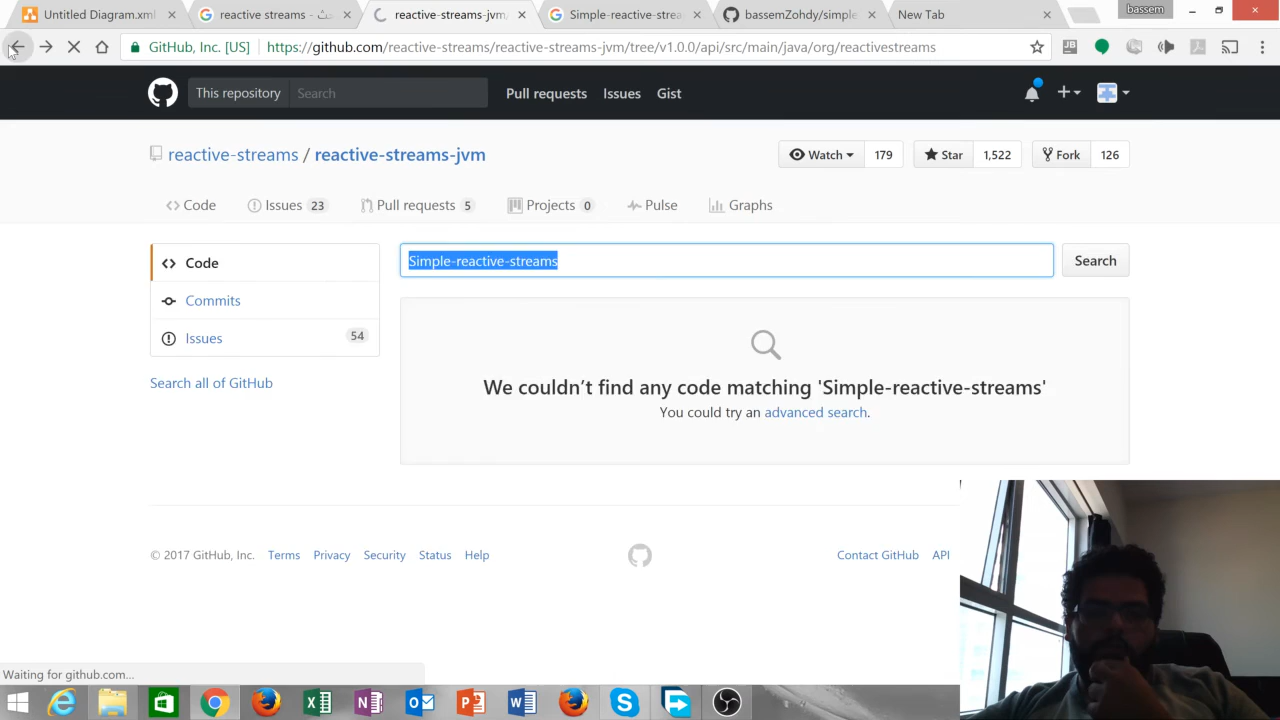 Untitled Diagram.xml
reactive streams - بحث
reactive-streams-jvm/
Simple-reactive-strea
bassemZohdy/simple
New Tab
bassem
GitHub, Inc. [US]
https://github.com/reactive-streams/reactive-streams-jvm/tree/v1.0.0/api/src/main/java/org/reactivestreams
This repository
Search
Pull requests
Issues
Gist
reactive-streams / reactive-streams-jvm
Watch
179
Star
1,522
Fork
126
Code
Issues 23
Pull requests 5
Projects 0
Pulse
Graphs
Code
Commits
Issues 54
Search all of GitHub
Simple-reactive-streams
Search
We couldn’t find any code matching 'Simple-reactive-streams'
You could try an advanced search.
© 2017 GitHub, Inc.
Terms
Privacy
Security
Status
Help
Contact GitHub
API
Waiting for github.com...